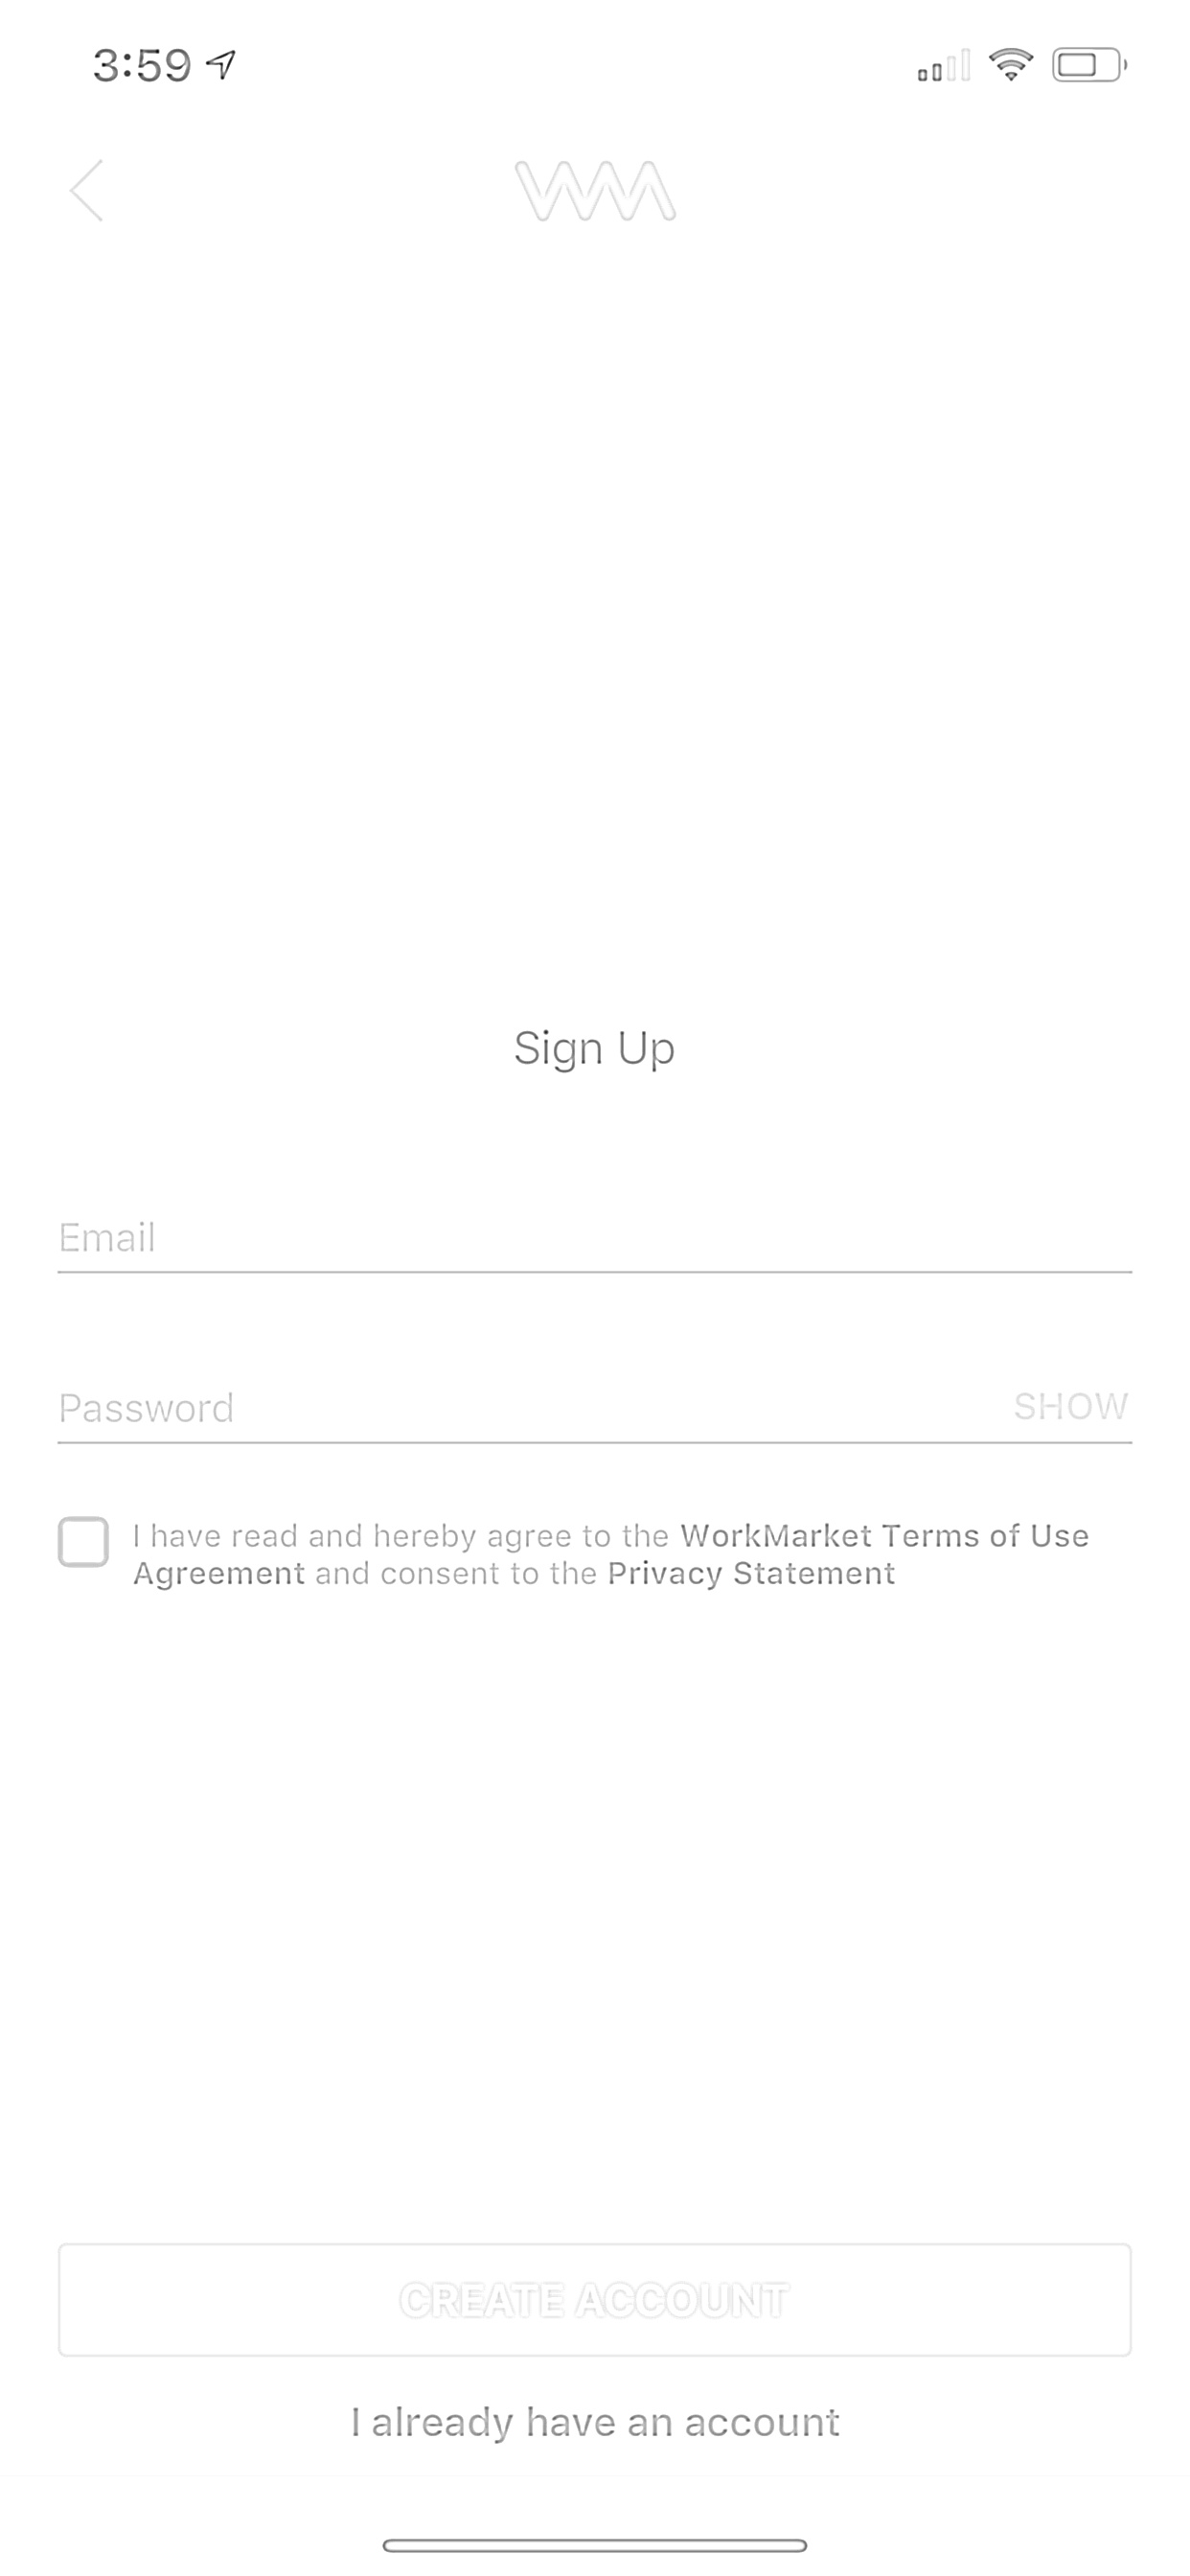 3:59
WM
Sign Up
Email
Password SHOW
I have read and hereby agree to the WorkMarket Terms of Use
Agreement and consent to the Privacy Statement
CREATE ACCOUNT
I already have an account